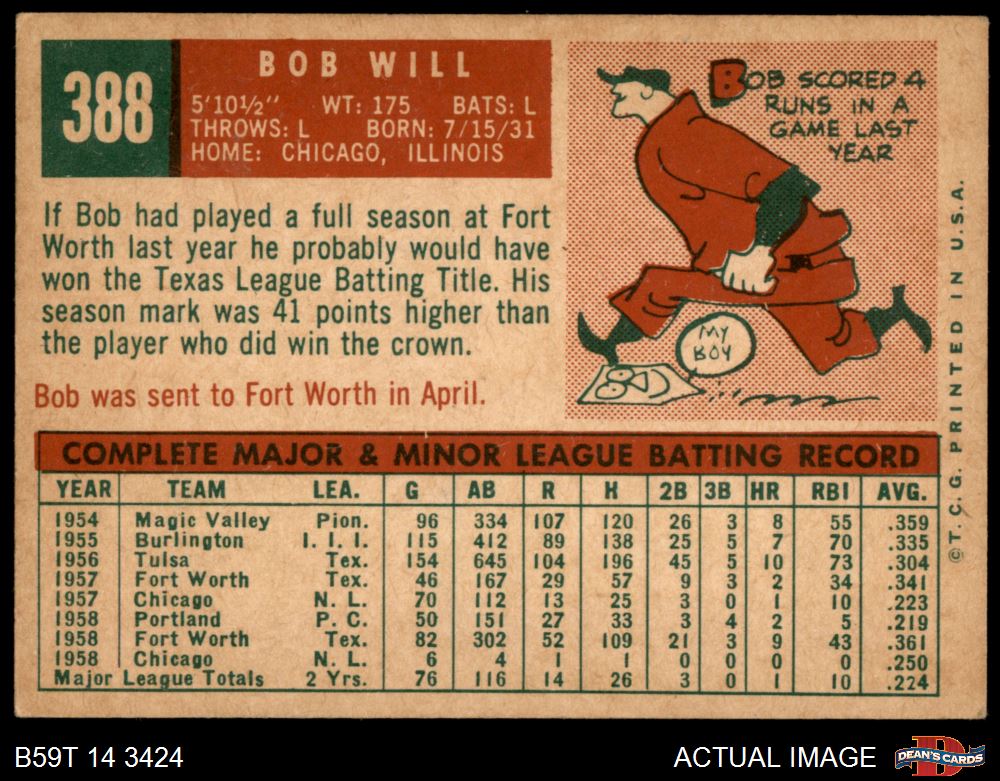 388
BOB WILL
5'10½" WT: 175 BATS: L
THROWS: L BORN: 7/15/31
HOME: CHICAGO, ILLINOIS
BOB SCORED 4
RUNS IN A
GAME LAST
YEAR
MY
BOY
If Bob had played a full season at Fort
Worth last year he probably would have
won the Texas League Batting Title. His
season mark was 41 points higher than
the player who did win the crown.
Bob was sent to Fort Worth in April.
COMPLETE MAJOR & MINOR LEAGUE BATTING RECORD
YEAR TEAM LEA. G AB R H 2B 3B HR RBI AVG.
1954 Magic Valley Pion. 96 334 107 120 26 3 8 55 .359
1955 Burlington I. I. I. 115 412 89 138 25 5 7 70 .335
1956 Tulsa Tex. 154 645 104 196 45 5 10 73 .304
1957 Fort Worth Tex. 46 167 29 57 9 3 2 34 .341
1957 Chicago N. L. 70 112 13 25 3 0 1 10 .223
1958 Portland P. C. 50 151 27 33 3 4 2 5 .219
1958 Fort Worth Tex. 82 302 52 109 21 3 9 43 .361
1958 Chicago N. L. 6 4 1 1 0 0 0 0 .250
Major League Totals 2 Yrs. 76 116 14 26 3 0 1 10 .224
©T. C. G. PRINTED IN U.S.A.
B59T 14 3424
ACTUAL IMAGE
D
DEAN'S CARDS